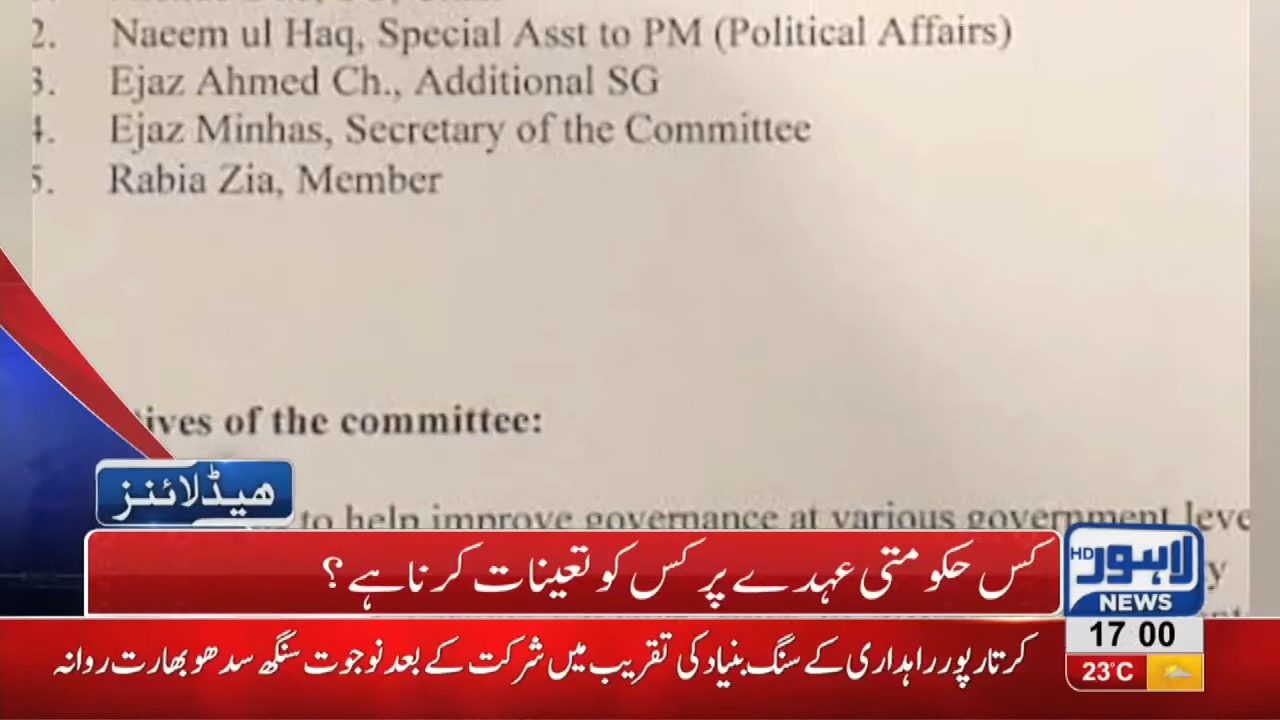 2. Naeem ul Haq, Special Asst to PM (Political Affairs)
3. Ejaz Ahmed Ch., Additional SG
4. Ejaz Minhas, Secretary of the Committee
5. Rabia Zia, Member
of the committee:
to help improve governance at various government
ہیڈلائنز
کس حکومتی عہدے پر کس کو تعینات کرنا ہے؟
HD لاہور
NEWS
17 00
23°C
کرتارپور راہداری کے سنگ بنیاد کی تقریب میں شرکت کے بعد نوجوت سنگھ سدھو بھارت روانہ